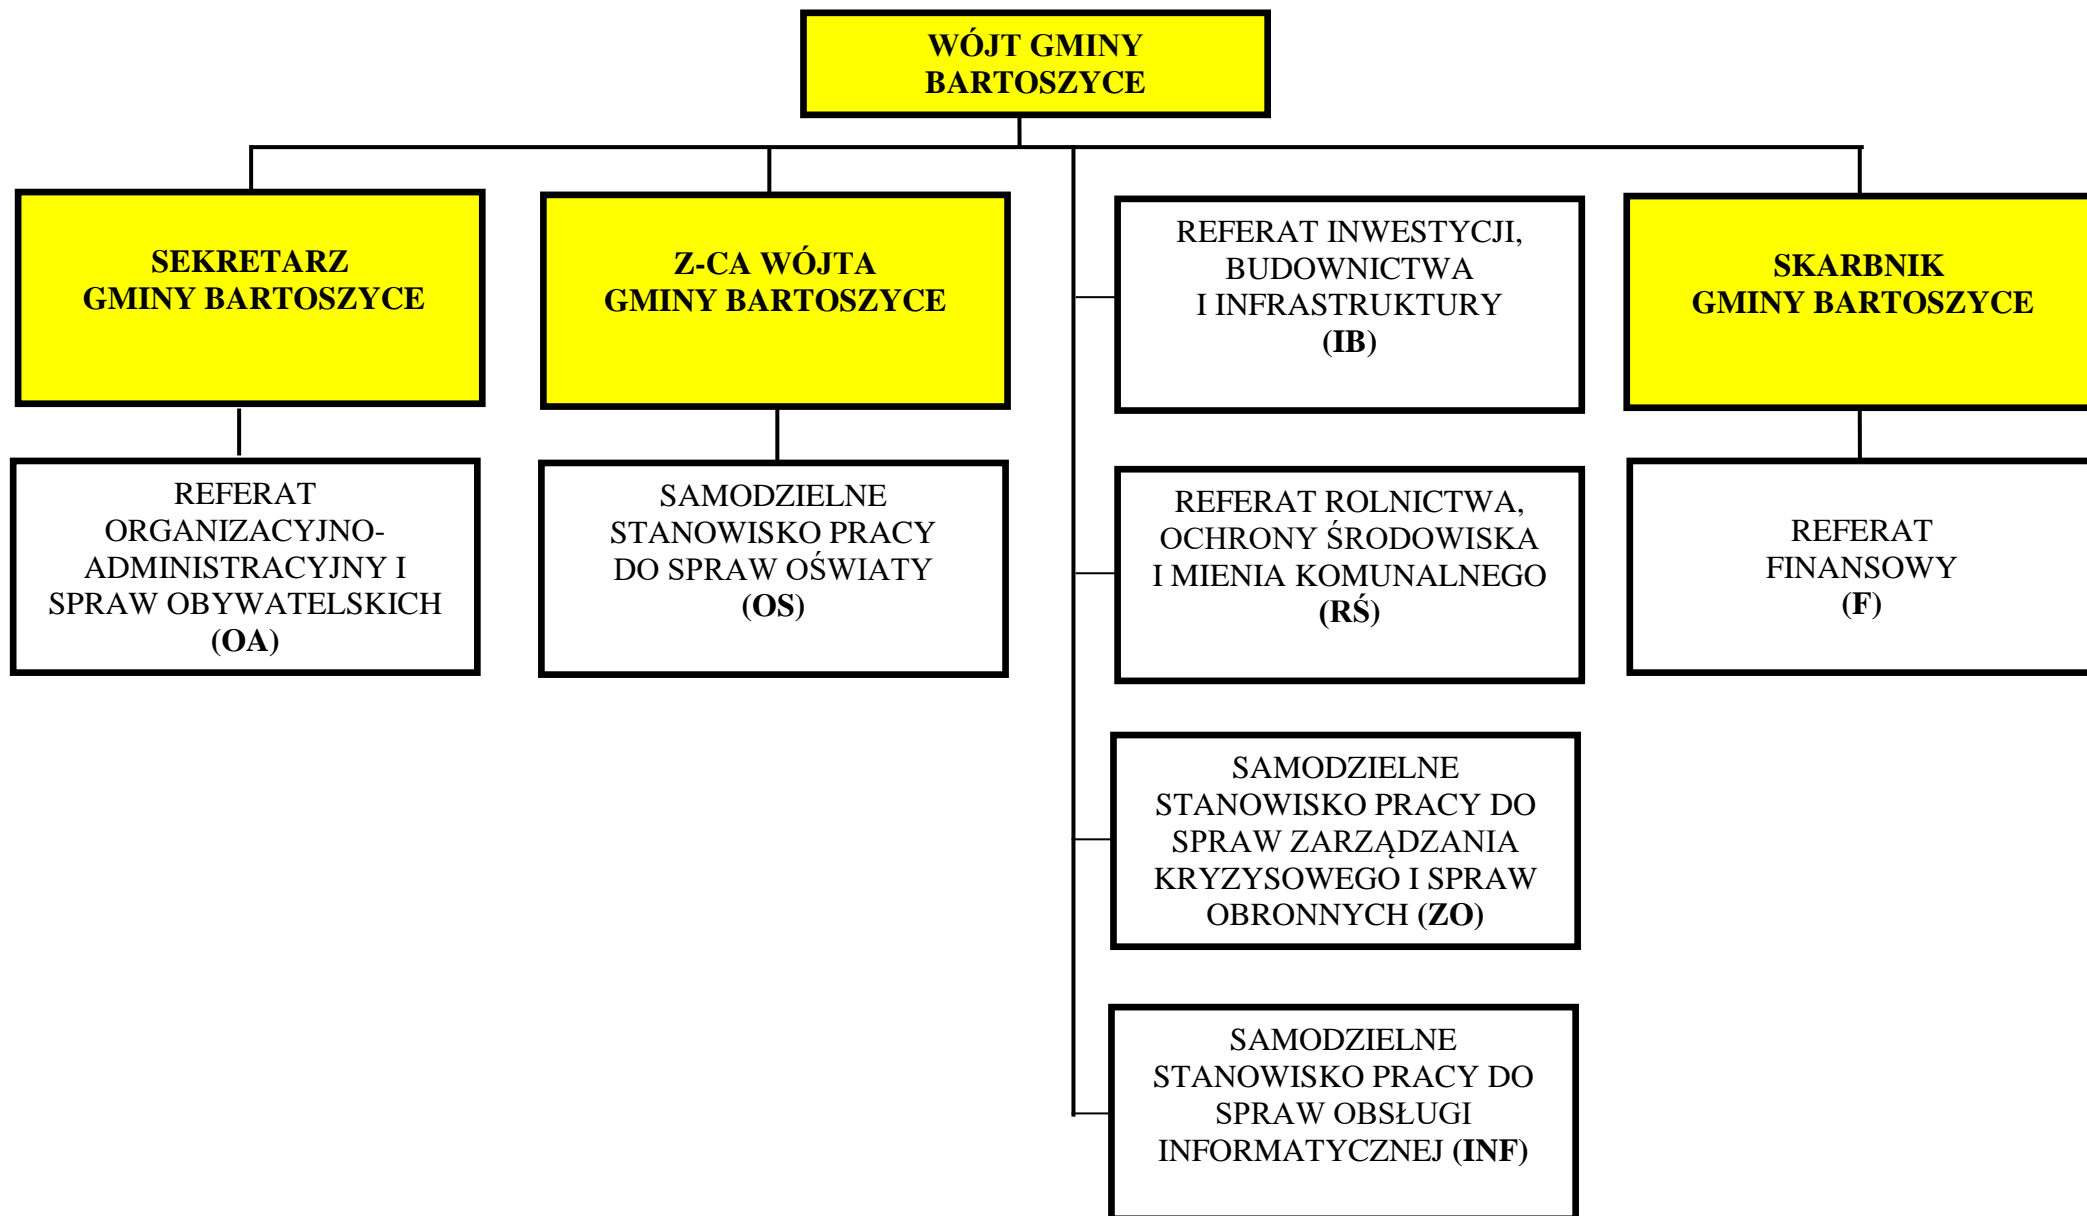 WÓJT GMINY
BARTOSZYCE
SEKRETARZ
GMINY BARTOSZYCE
Z-CA WÓJTA
GMINY BARTOSZYCE
REFERAT INWESTYCJI,
BUDOWNICTWA
I INFRASTRUKTURY
(IB)
SKARBNIK
GMINY BARTOSZYCE
REFERAT
ORGANIZACYJNO-
ADMINISTRACYJNY I
SPRAW OBYWATELSKICH
(OA)
SAMODZIELNE
STANOWISKO PRACY
DO SPRAW OŚWIATY
(OS)
REFERAT ROLNICTWA,
OCHRONY ŚRODOWISKA
I MIENIA KOMUNALNEGO
(RŚ)
REFERAT
FINANSOWY
(F)
SAMODZIELNE
STANOWISKO PRACY DO
SPRAW ZARZĄDZANIA
KRYZYSOWEGO I SPRAW
OBRONNYCH (ZO)
SAMODZIELNE
STANOWISKO PRACY DO
SPRAW OBSŁUGI
INFORMATYCZNEJ (INF)